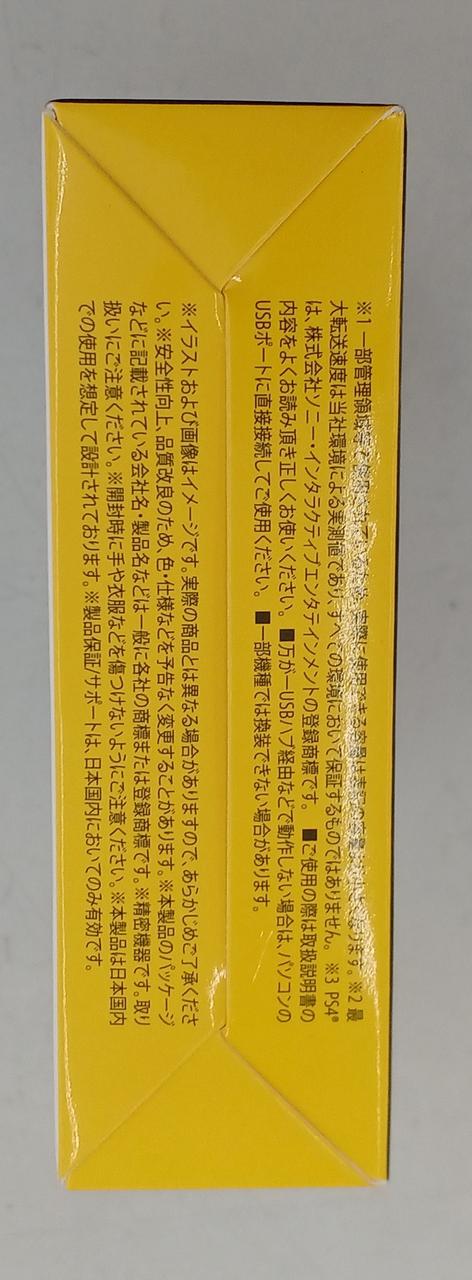 ※1 一部管理領域等で使用されているため、実際に使用できる容量は表記の容量より少なくなります。※2 最
大転送速度は当社環境による実測値であり、すべての環境において保証するものではありません。 ※3 PS4®
は、株式会社ソニー・インタラクティブエンタテインメントの登録商標です。 ■ご使用の際は取扱説明書の
内容をよくお読み頂き正しくお使いください。 ■万が一USBハブ経由などで動作しない場合は、パソコンの
USBポートに直接接続してご使用ください。 ■一部機種では換装できない場合があります。
※イラストおよび画像はイメージです。実際の商品とは異なる場合がありますので、あらかじめご了承くださ
い。※安全性向上、品質改良のため、色・仕様などを予告なく変更することがあります。※本製品のパッケージ
などに記載されている会社名・製品名などは一般に各社の商標または登録商標です。※精密機器です。取り
扱いにご注意ください。※開封時に手や衣服などを傷つけないようにご注意ください。※本製品は日本国内
での使用を想定して設計されております。※製品保証/サポートは、日本国内においてのみ有効です。